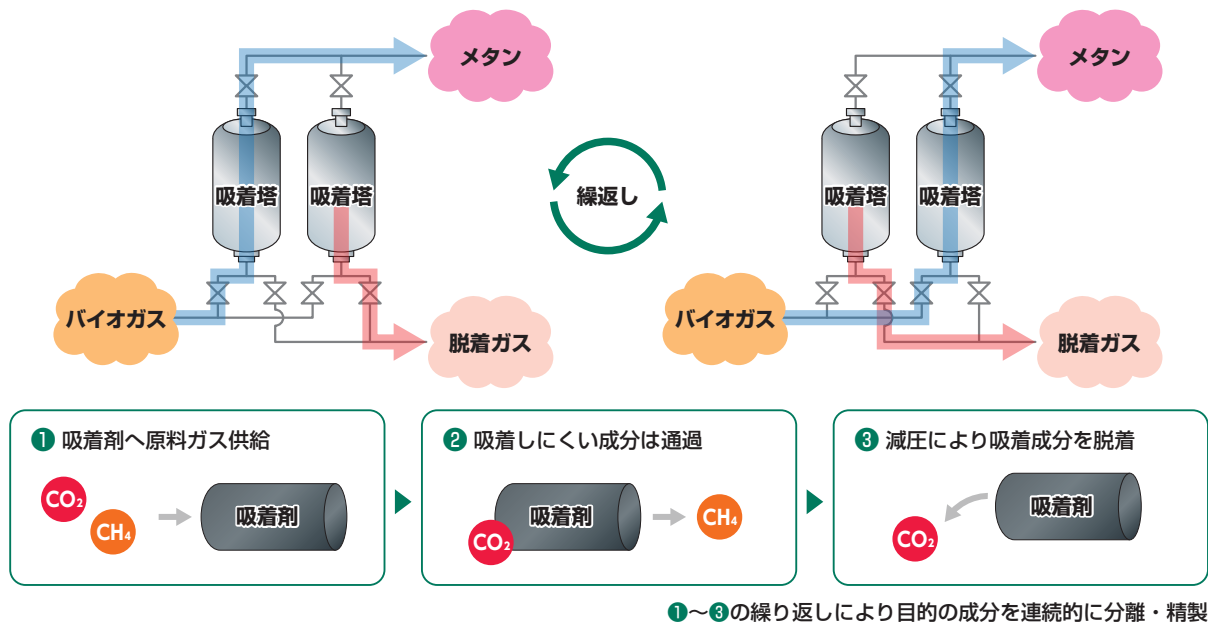 メタン
吸着塔
吸着塔
バイオガス
脱着ガス
繰返し
メタン
吸着塔
吸着塔
バイオガス
脱着ガス
❶ 吸着剤へ原料ガス供給
CO₂
CH₄
吸着剤
❷ 吸着しにくい成分は通過
吸着剤
CO₂
CH₄
❸ 減圧により吸着成分を脱着
吸着剤
CO₂
❶～❸の繰り返しにより目的の成分を連続的に分離・精製